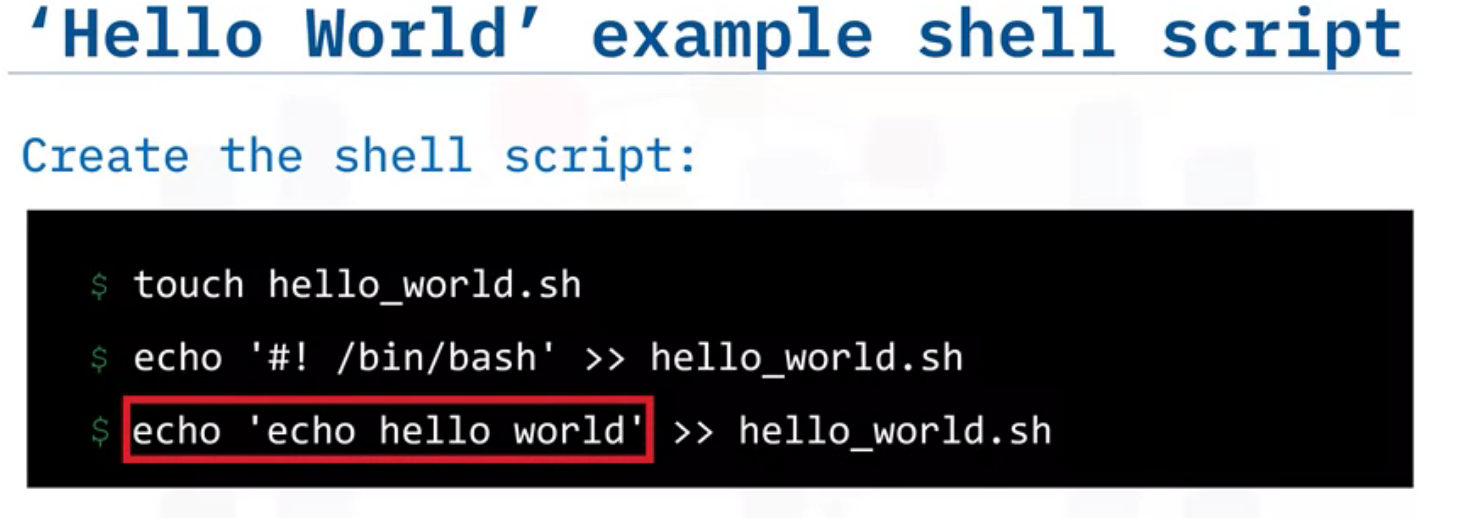 ‘Hello World’ example shell script
Create the shell script:
$ touch hello_world.sh
$ echo '#! /bin/bash' >> hello_world.sh
$ echo 'echo hello world' >> hello_world.sh